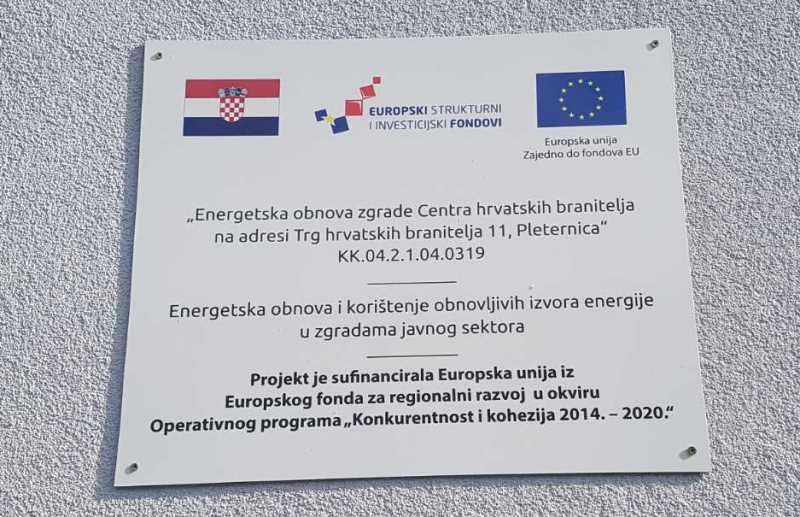 EUROPSKI STRUKTURNI
I INVESTICIJSKI FONDOVI
Europska unija
Zajedno do fondova EU
„Energetska obnova zgrade Centra hrvatskih branitelja
na adresi Trg hrvatskih branitelja 11, Pleternica“
KK.04.2.1.04.0319
Energetska obnova i korištenje obnovljivih izvora energije
u zgradama javnog sektora
Projekt je sufinancirala Europska unija iz
Europskog fonda za regionalni razvoj u okviru
Operativnog programa „Konkurentnost i kohezija 2014. – 2020.“